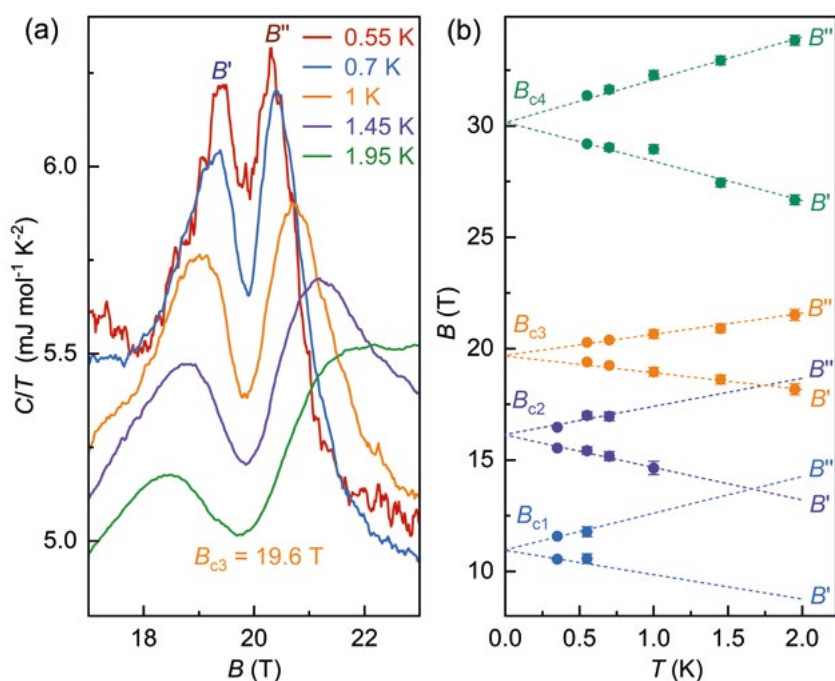 (a)
B'
B"
0.55 K
0.7 K
1 K
1.45 K
1.95 K
6.0
5.5
5.0
C/T (mJ mol⁻¹ K⁻²)
Bc3 = 19.6 T
18
20
22
B (T)
(b)
B"
Bc4
B'
B"
Bc3
B'
B"
Bc2
B"
Bc1
B'
B'
30
25
20
15
10
B (T)
0.0
0.5
1.0
1.5
2.0
T (K)